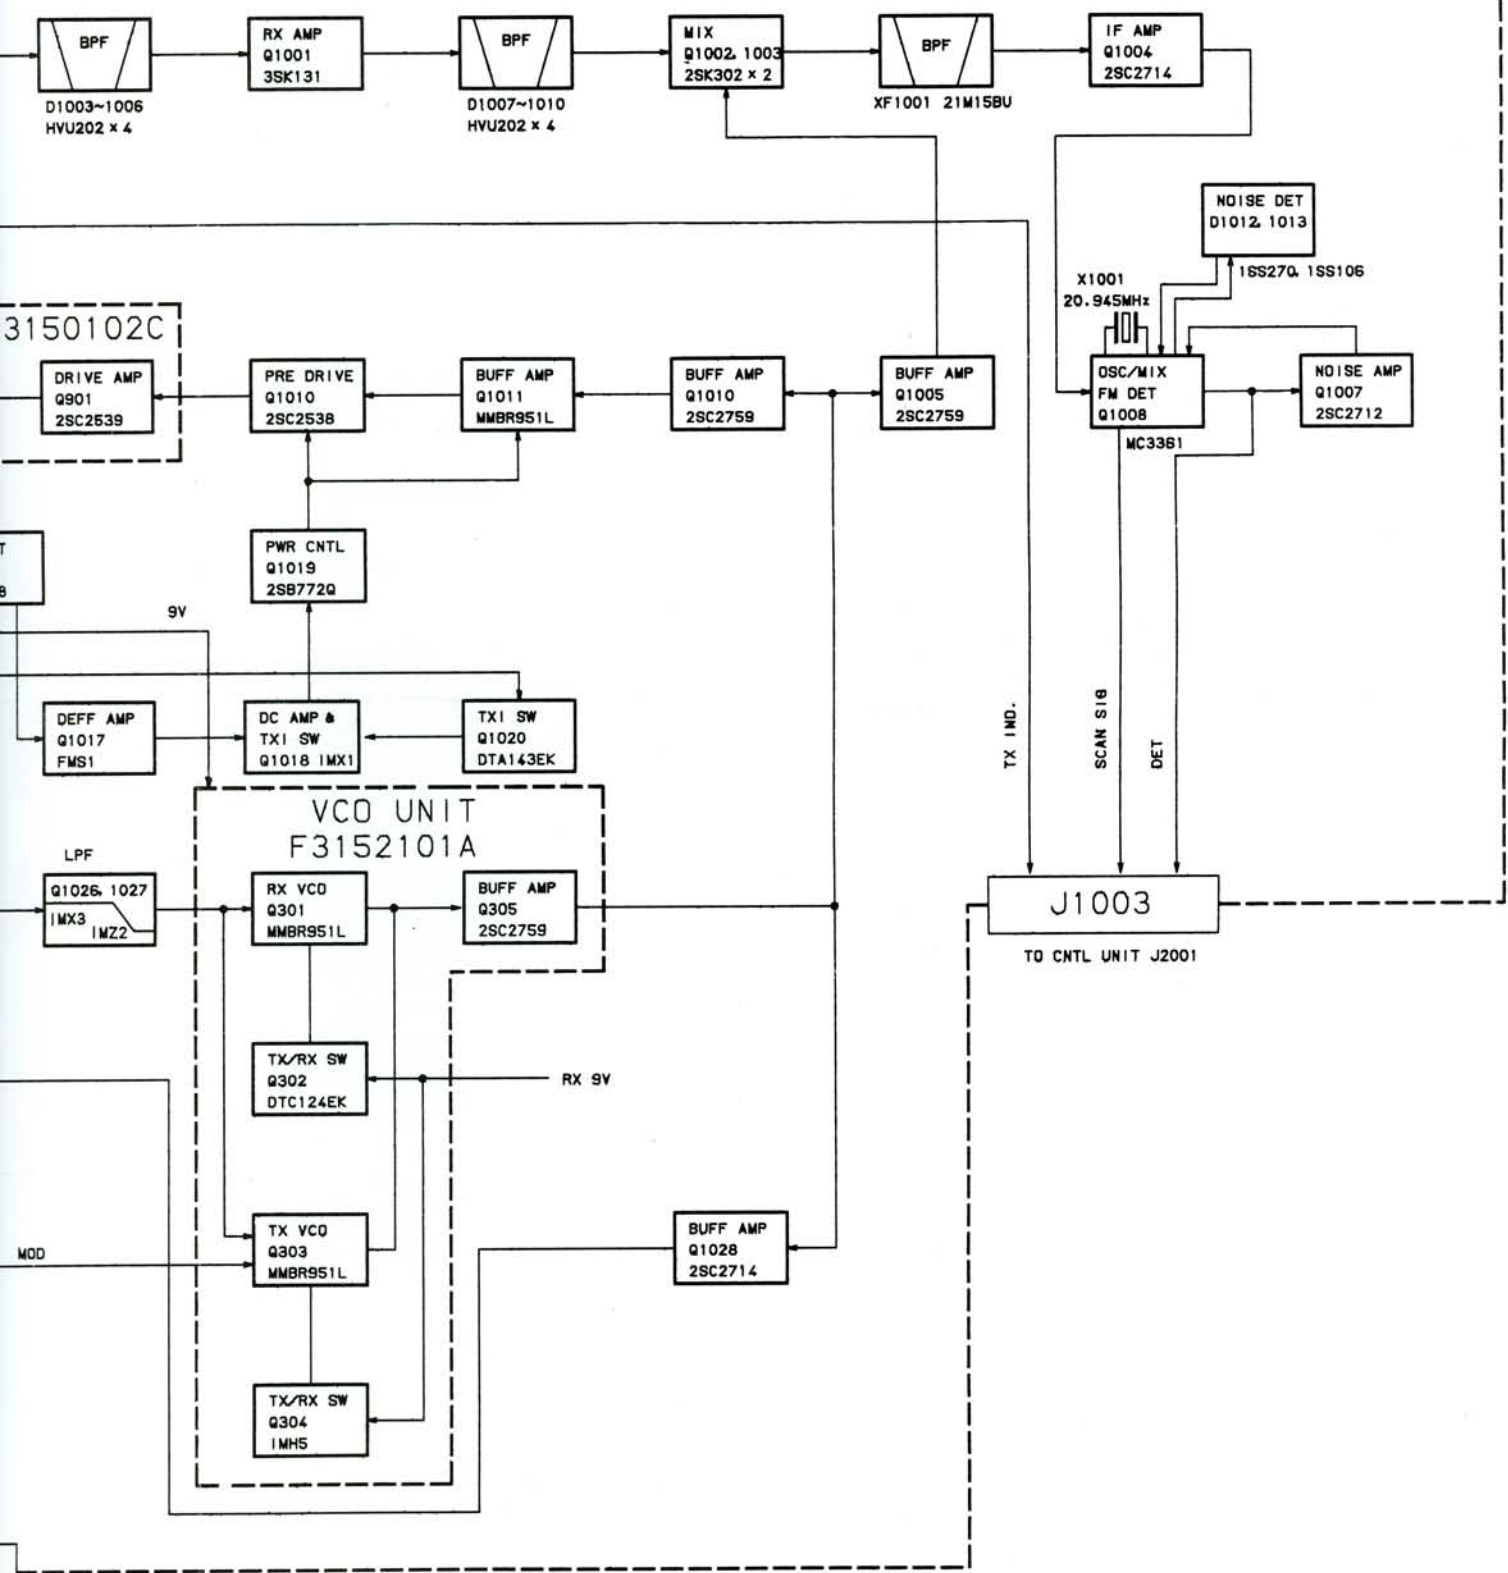 BPF
D1003~1006
HVU202 × 4
RX AMP
Q1001
3SK131
BPF
D1007~1010
HVU202 × 4
MIX
Q1002, 1003
2SK302 × 2
BPF
XF1001 21M15BU
IF AMP
Q1004
2SC2714
NOISE DET
D1012, 1013
1SS270, 1SS106
X1001
20.945MHz
3150102C
DRIVE AMP
Q901
2SC2539
PRE DRIVE
Q1010
2SC2538
BUFF AMP
Q1011
MMBR951L
BUFF AMP
Q1010
2SC2759
BUFF AMP
Q1005
2SC2759
OSC/MIX
FM DET
Q1008
MC3361
NOISE AMP
Q1007
2SC2712
T
8
PWR CNTL
Q1019
2SB772Q
9V
DEFF AMP
Q1017
FMS1
DC AMP &
TXI SW
Q1018 IMX1
TXI SW
Q1020
DTA143EK
TX IND.
SCAN SIG
DET
VCO UNIT
F3152101A
LPF
Q1026, 1027
IMX3
IMZ2
RX VCO
Q301
MMBR951L
BUFF AMP
Q305
2SC2759
J1003
TO CNTL UNIT J2001
TX/RX SW
Q302
DTC124EK
RX 9V
MOD
TX VCO
Q303
MMBR951L
BUFF AMP
Q1028
2SC2714
TX/RX SW
Q304
IMH5